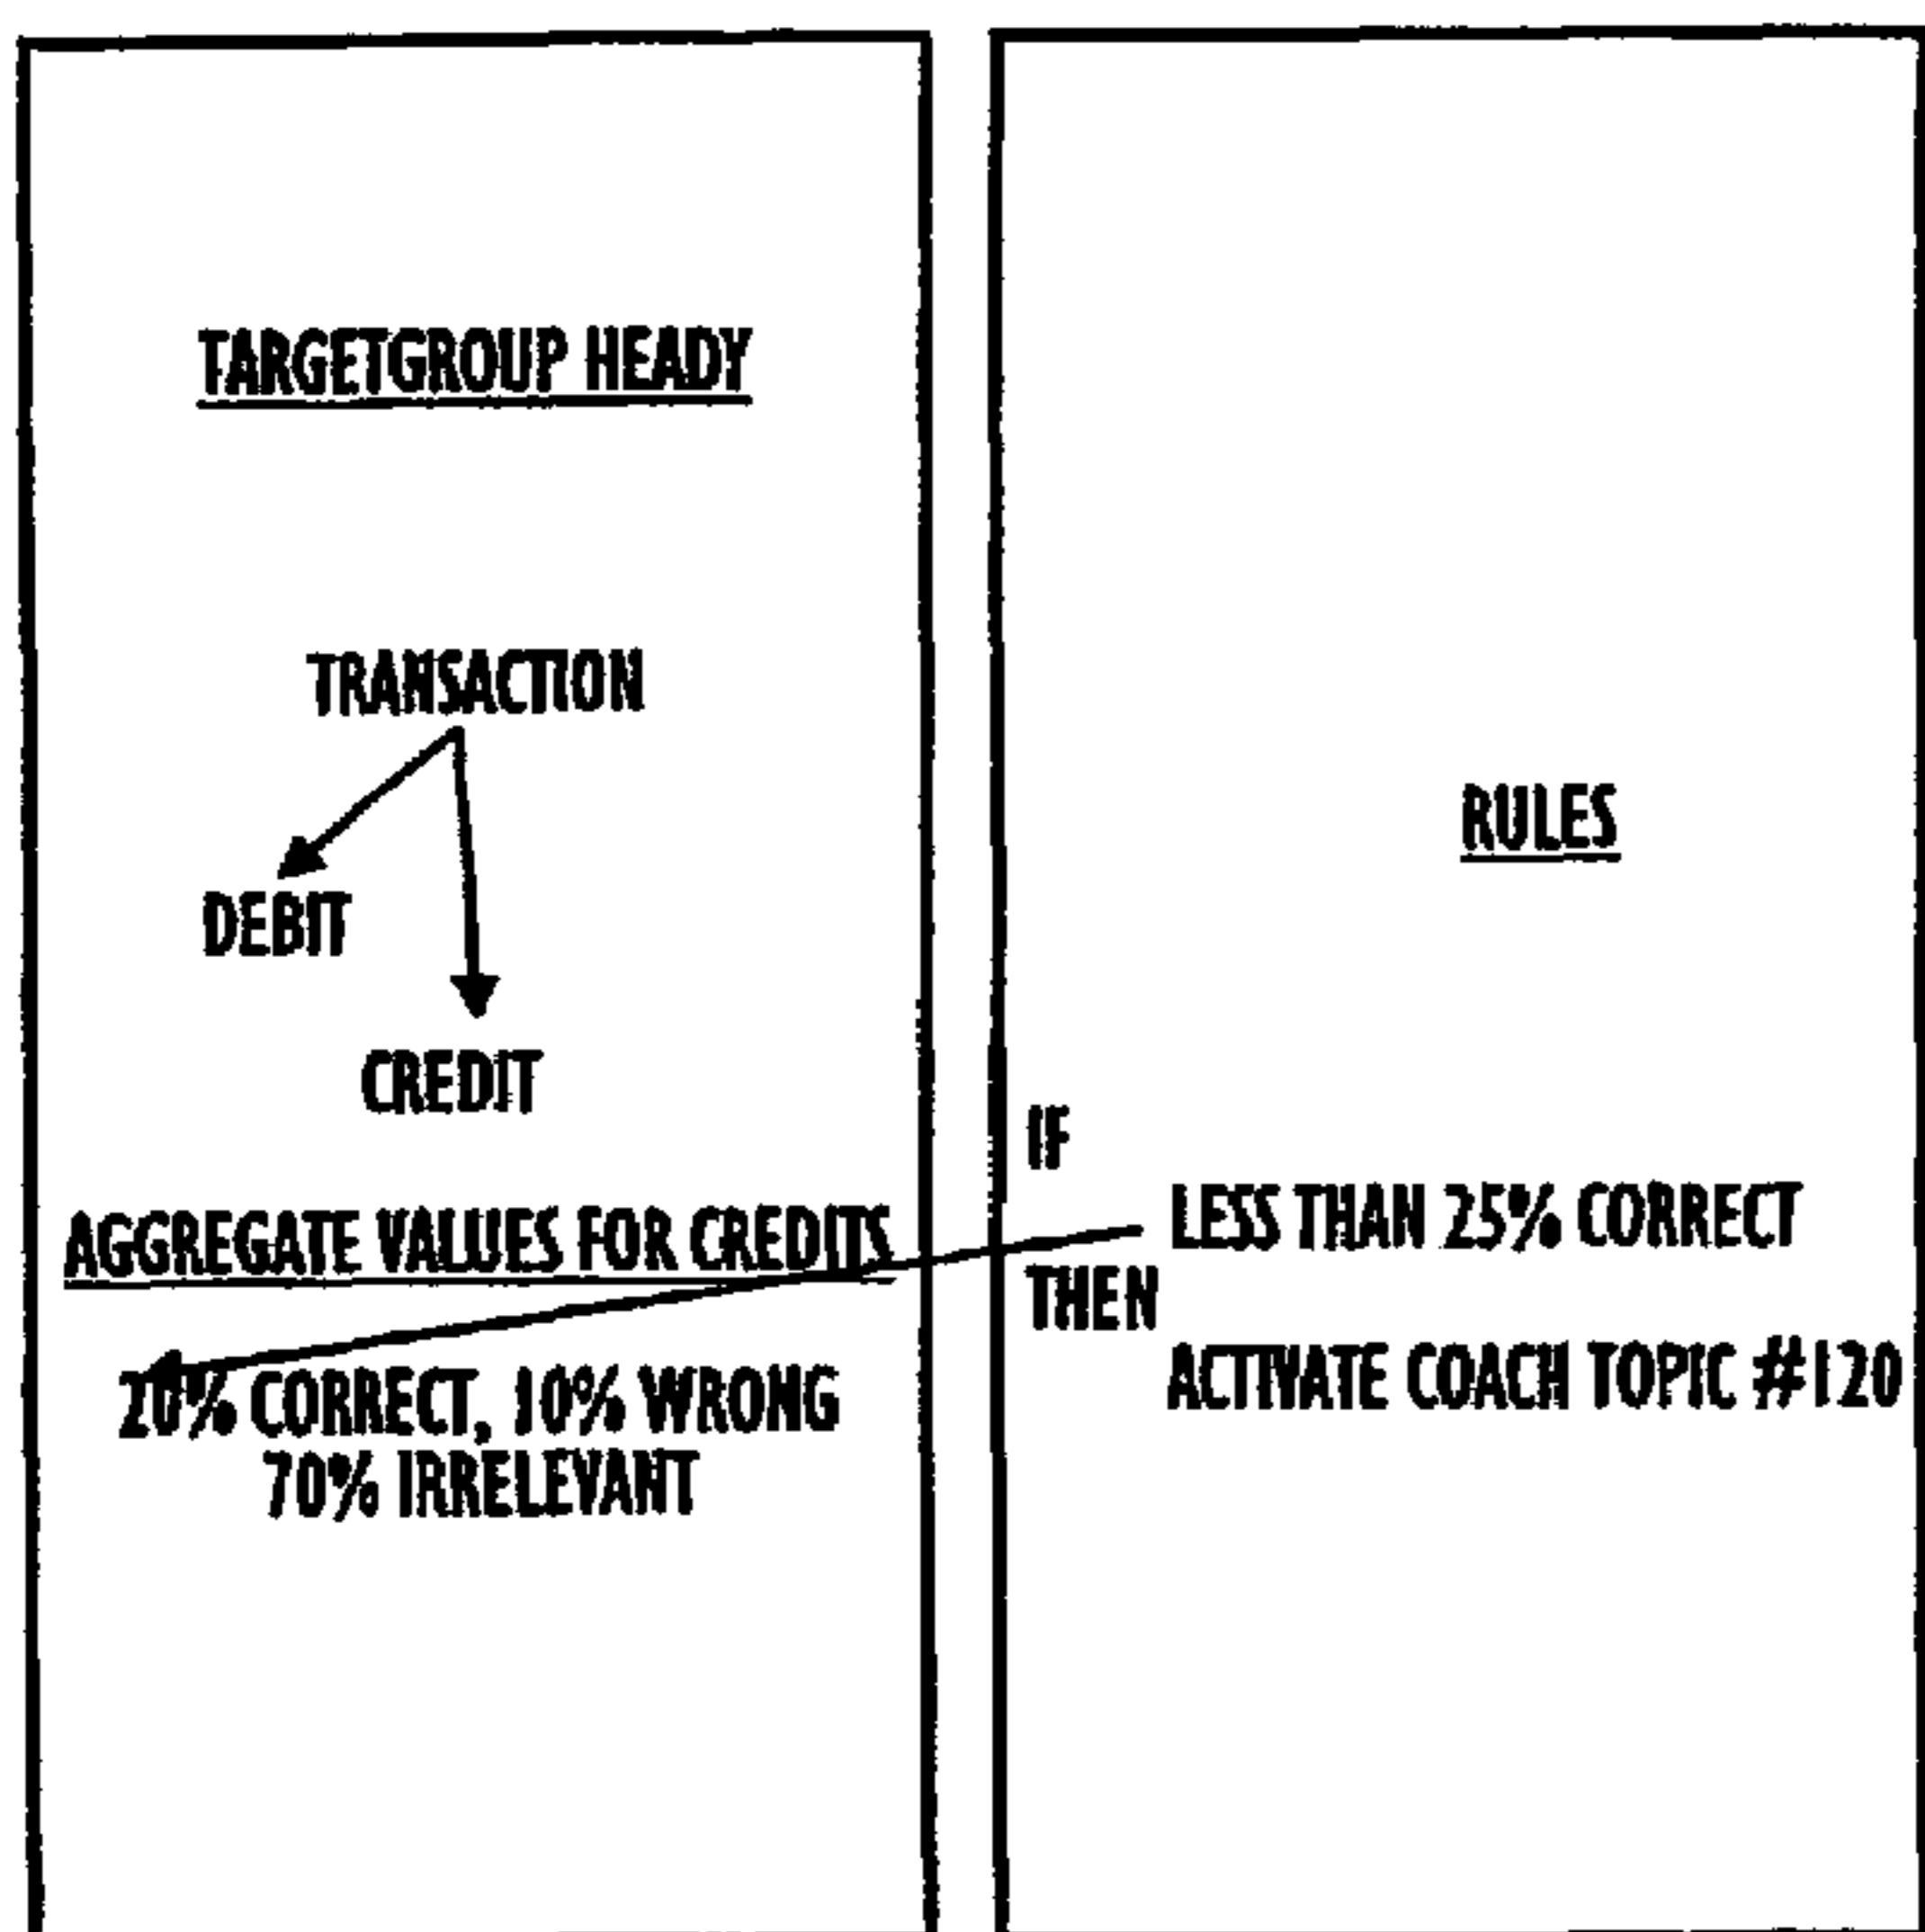 TARGETGROUP HEADY
TRANSACTION
DEBIT
CREDIT
AGGREGATE VALUES FOR CREDITS
20% CORRECT, 10% WRONG
70% IRRELEVANT
RULES
IF
LESS THAN 25% CORRECT
THEN
ACTIVATE COACH TOPIC #120